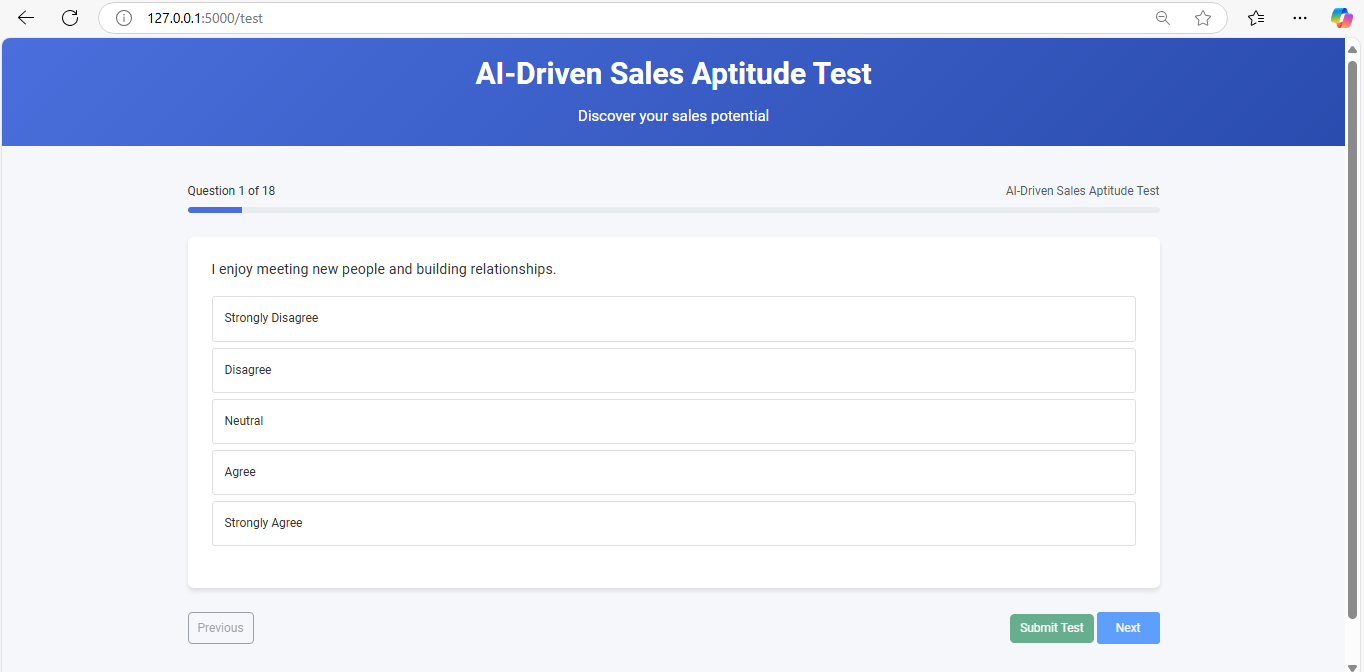 127.0.0.1:5000/test
AI-Driven Sales Aptitude Test
Discover your sales potential
Question 1 of 18
AI-Driven Sales Aptitude Test
I enjoy meeting new people and building relationships.
Strongly Disagree
Disagree
Neutral
Agree
Strongly Agree
Previous
Submit Test
Next